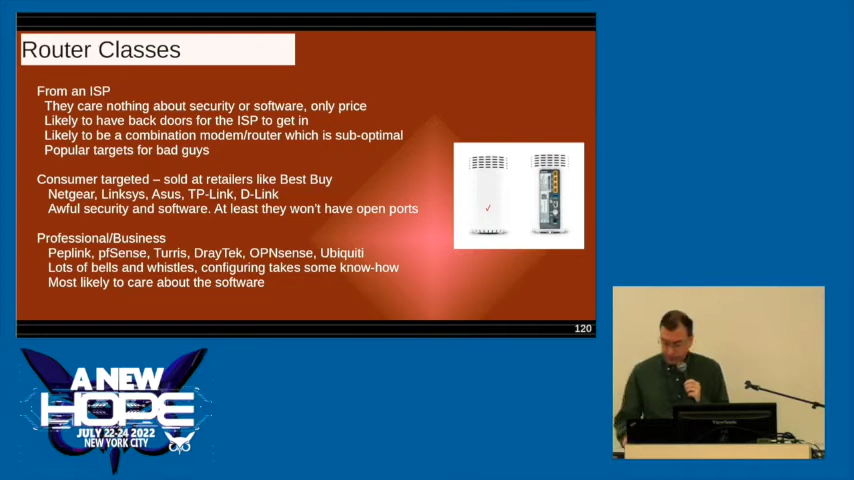 Router Classes
From an ISP
They care nothing about security or software, only price
Likely to have back doors for the ISP to get in
Likely to be a combination modem/router which is sub-optimal
Popular targets for bad guys
Consumer targeted – sold at retailers like Best Buy
Netgear, Linksys, Asus, TP-Link, D-Link
Awful security and software. At least they won't have open ports
Professional/Business
Peplink, pfSense, Turris, DrayTek, OPNsense, Ubiquiti
Lots of bells and whistles, configuring takes some know-how
Most likely to care about the software
120
A NEW
HOPE
JULY 22-24 2022
NEW YORK CITY
ViewSonic